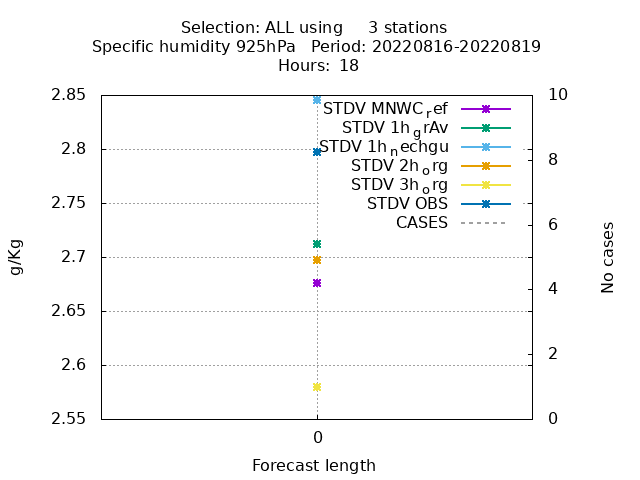 Selection: ALL using 3 stations
Specific humidity 925hPa Period: 20220816-20220819
Hours: 18
2.85
2.8
2.75
2.7
2.65
2.6
2.55
g/Kg
STDV MNWC_ref
STDV 1h_grAv
STDV 1h_nechgu
STDV 2h_org
STDV 3h_org
STDV OBS
CASES
10
8
6
4
2
0
No cases
0
Forecast length